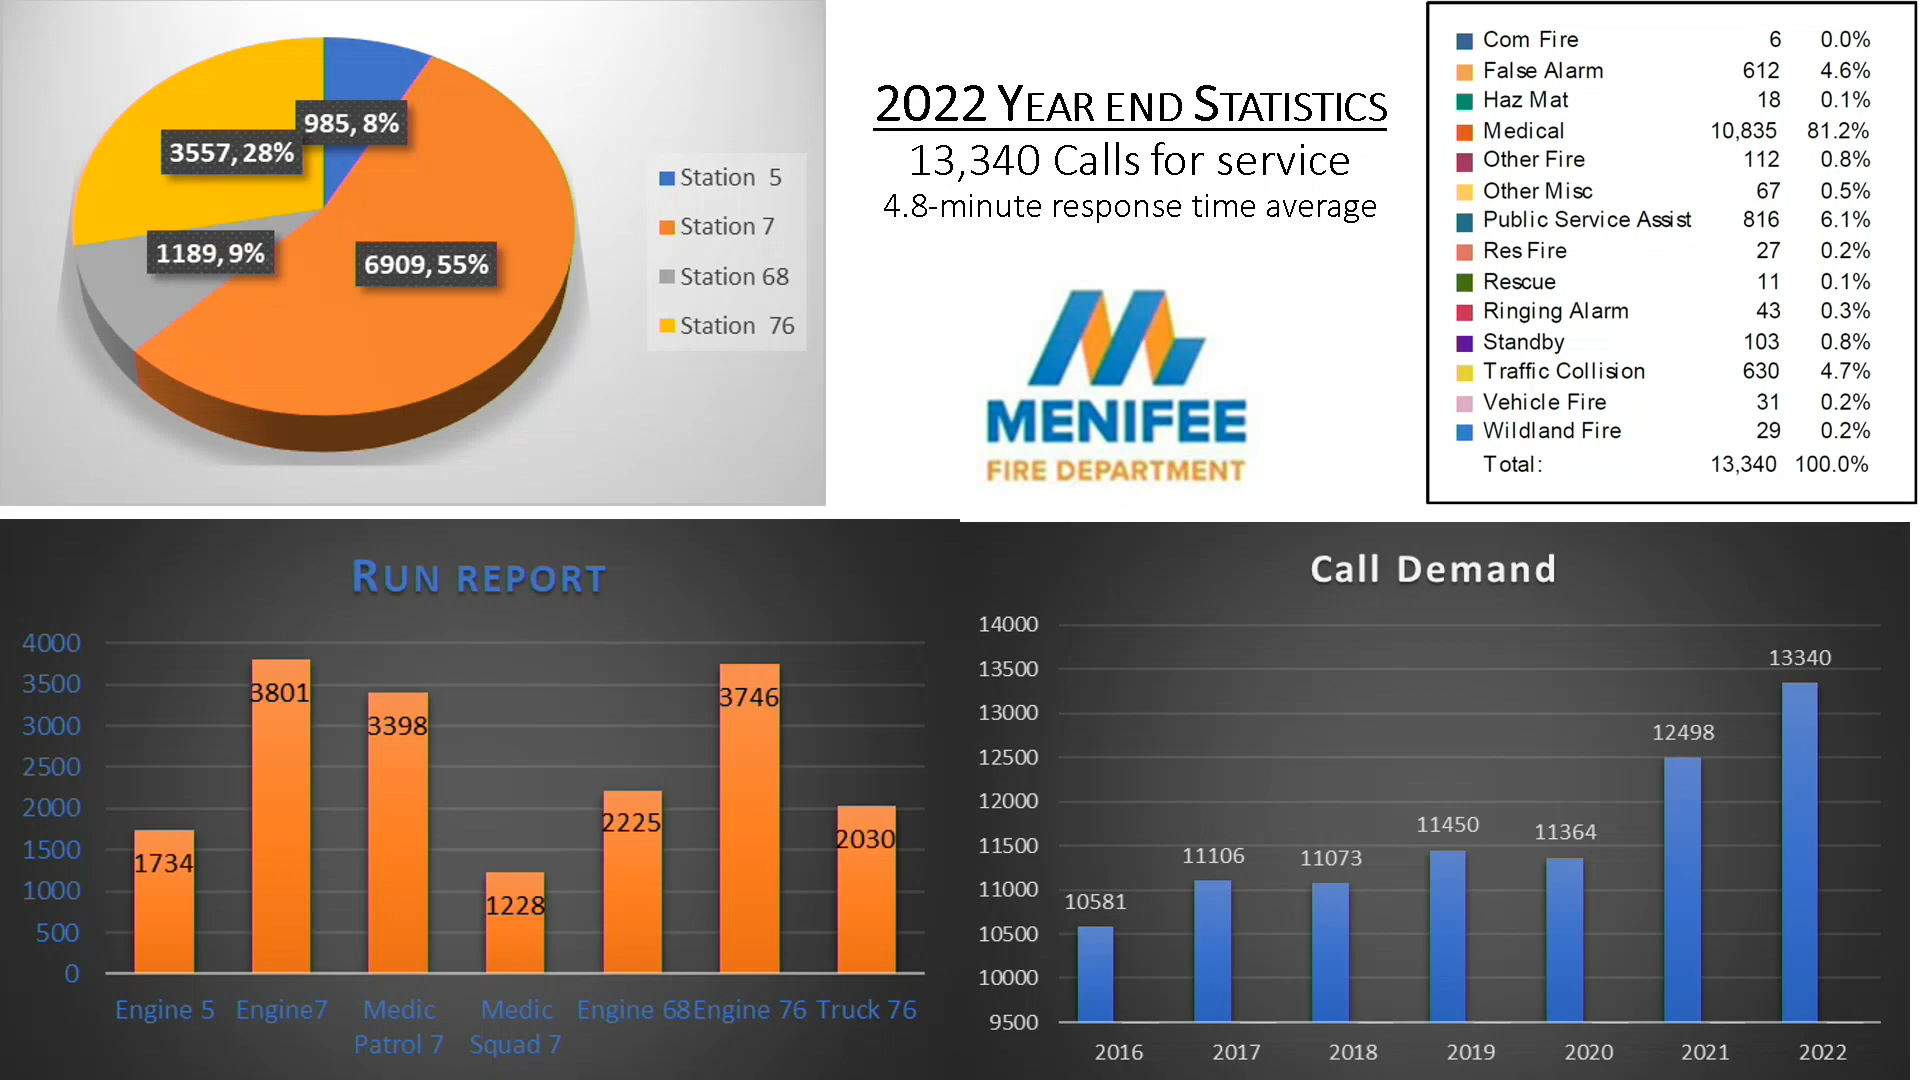 985, 8%
3557, 28%
1189, 9%
6909, 55%
Station 5
Station 7
Station 68
Station 76
2022 YEAR END STATISTICS
13,340 Calls for service
4.8-minute response time average
MENIFEE
FIRE DEPARTMENT
Com Fire 6 0.0%
False Alarm 612 4.6%
Haz Mat 18 0.1%
Medical 10,835 81.2%
Other Fire 112 0.8%
Other Misc 67 0.5%
Public Service Assist 816 6.1%
Res Fire 27 0.2%
Rescue 11 0.1%
Ringing Alarm 43 0.3%
Standby 103 0.8%
Traffic Collision 630 4.7%
Vehicle Fire 31 0.2%
Wildland Fire 29 0.2%
Total: 13,340 100.0%
RUN REPORT
4000
3500
3000
2500
2000
1500
1000
500
0
1734
3801
3398
1228
2225
3746
2030
Engine 5 Engine7 Medic Medic Engine 68 Engine 76 Truck 76
Patrol 7 Squad 7
Call Demand
14000
13500
13000
12500
12000
11500
11000
10500
10000
9500
10581
11106
11073
11450
11364
12498
13340
2016 2017 2018 2019 2020 2021 2022